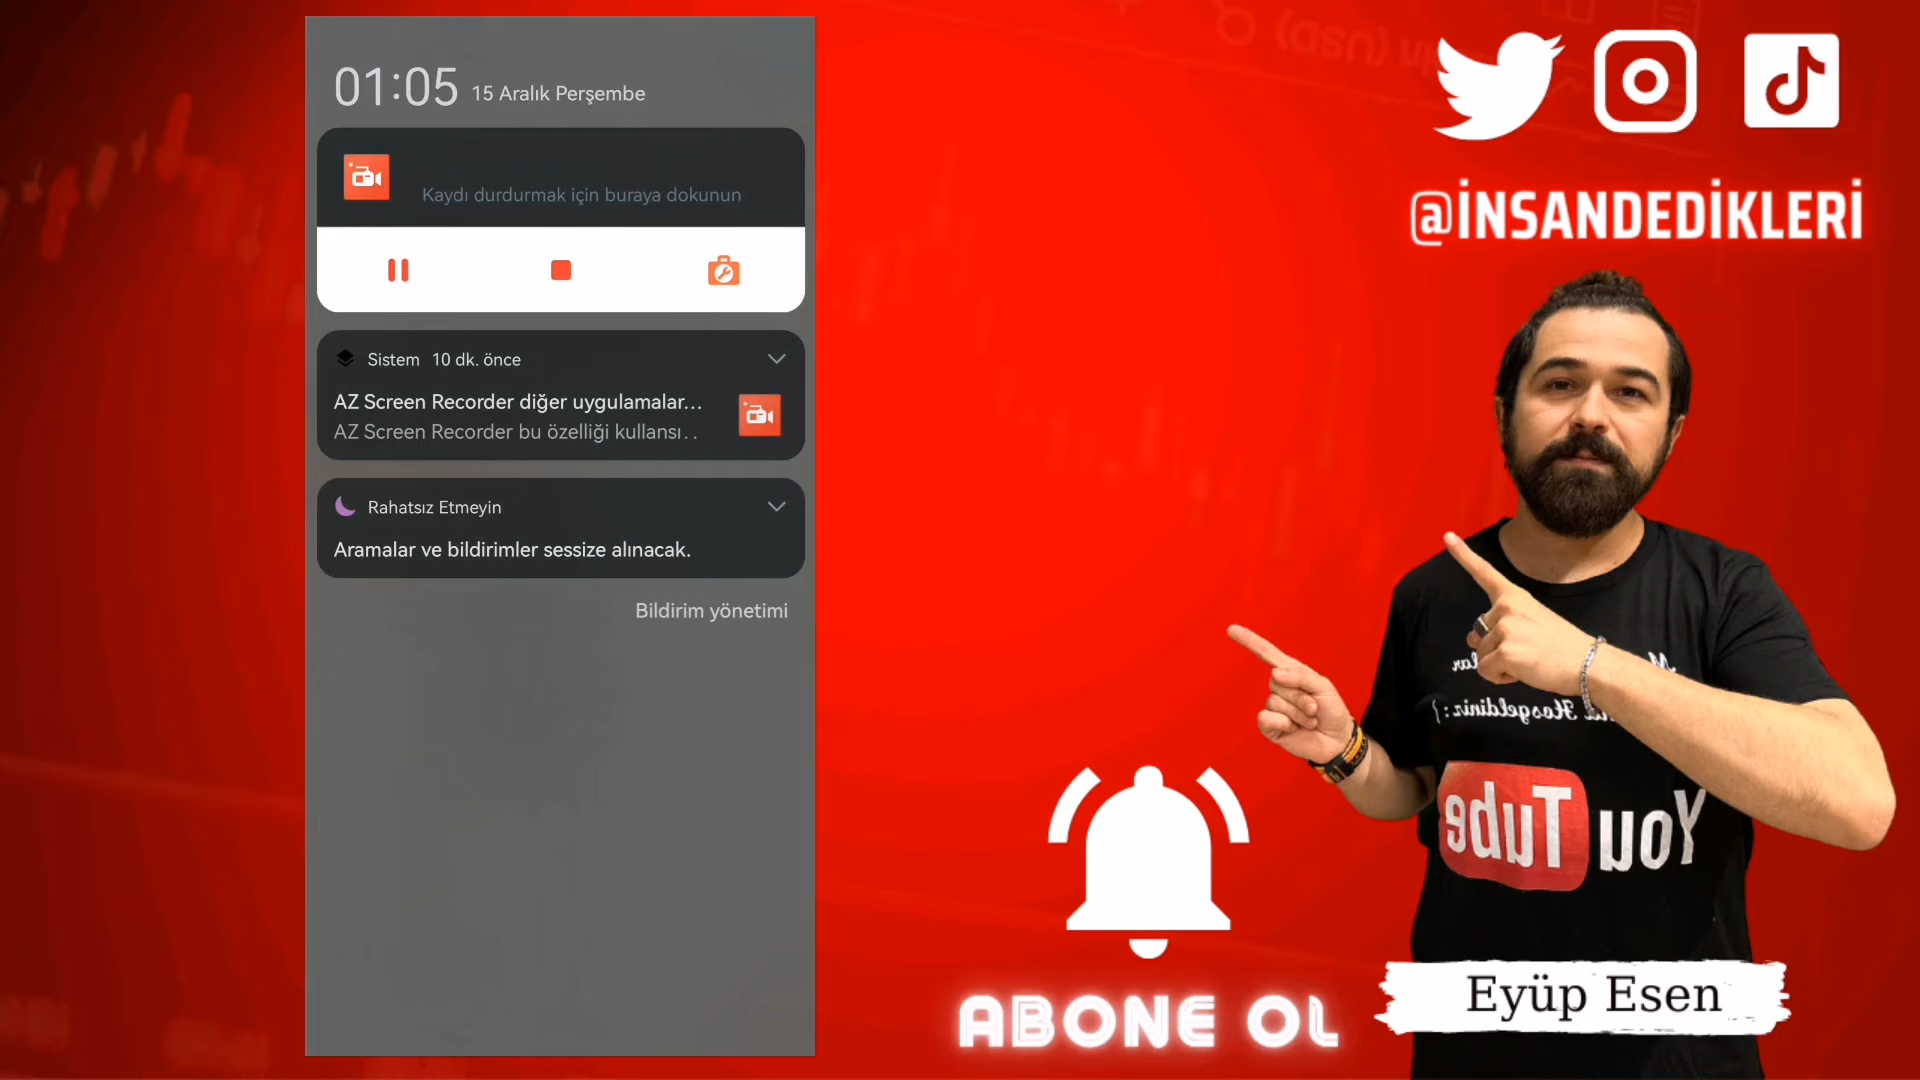 01:05 15 Aralık Perşembe
Kaydı durdurmak için buraya dokunun
Sistem 10 dk. önce
AZ Screen Recorder diğer uygulamalar...
AZ Screen Recorder bu özelliği kullansı..
Rahatsız Etmeyin
Aramalar ve bildirimler sessize alınacak.
Bildirim yönetimi
@İNSANDEDİKLERİ
Hoşgeldiniz :)
YouTube
ABONE OL
Eyüp Esen